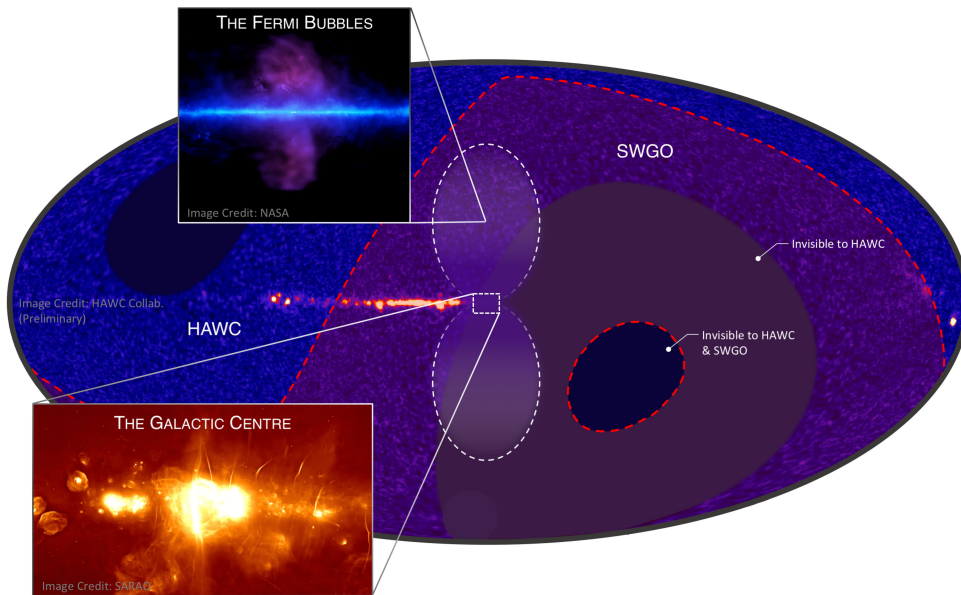 THE FERMI BUBBLES
Image Credit: NASA
SWGO
Invisible to HAWC
Image Credit: HAWC Collab.
(Preliminary)
HAWC
Invisible to HAWC
& SWGO
THE GALACTIC CENTRE
Image Credit: SARAO